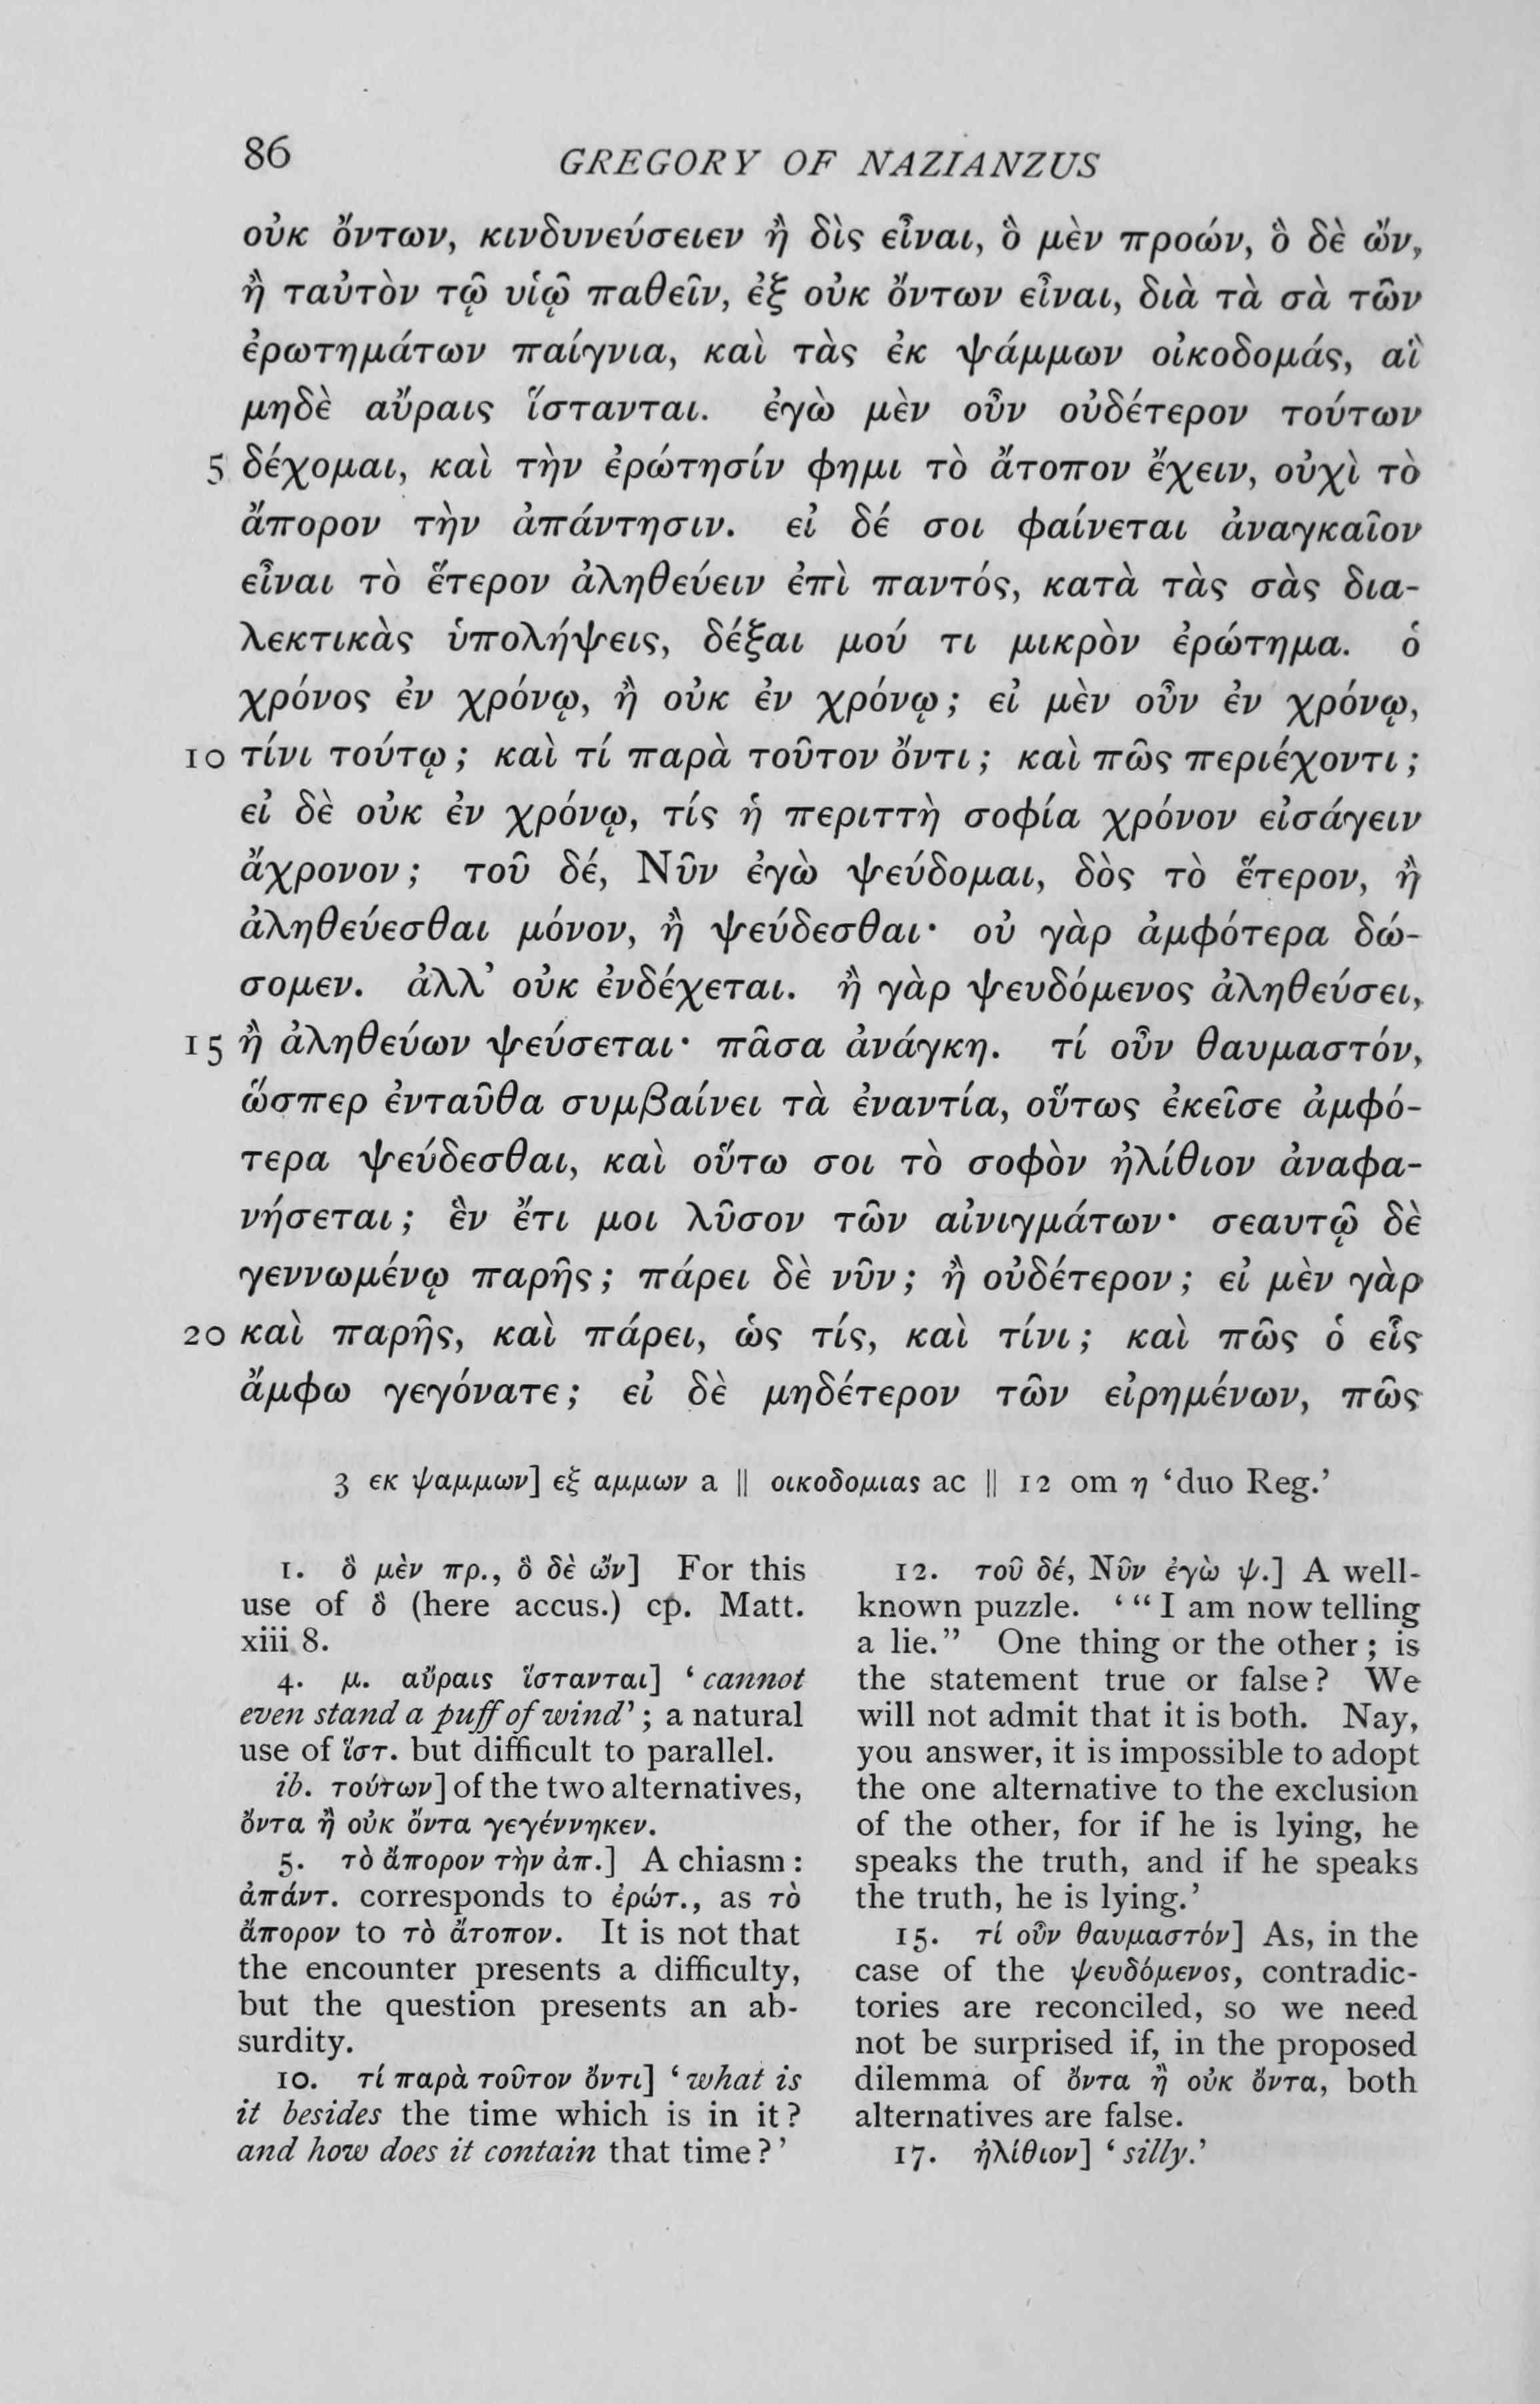 86
GREGORY OF NAZIANZUS
οὐκ ὄντων, κινδυνεύσειεν ἢ δὶς εἶναι, ὃ μὲν προών, ὃ δὲ ὤν,
ἢ ταὐτὸν τῷ υἱῷ παθεῖν, ἐξ οὐκ ὄντων εἶναι, διὰ τὰ σὰ τῶν
ἐρωτημάτων παίγνια, καὶ τὰς ἐκ ψάμμων οἰκοδομάς, αἳ
μηδὲ αὔραις ἵστανται. ἐγὼ μὲν οὖν οὐδέτερον τούτων
5 δέχομαι, καὶ τὴν ἐρώτησίν φημι τὸ ἄτοπον ἔχειν, οὐχὶ τὸ
ἄπορον τὴν ἀπάντησιν. εἰ δέ σοι φαίνεται ἀναγκαῖον
εἶναι τὸ ἕτερον ἀληθεύειν ἐπὶ παντός, κατὰ τὰς σὰς δια-
λεκτικὰς ὑπολήψεις, δέξαι μού τι μικρὸν ἐρώτημα. ὁ
χρόνος ἐν χρόνῳ, ἢ οὐκ ἐν χρόνῳ; εἰ μὲν οὖν ἐν χρόνῳ,
10 τίνι τούτῳ; καὶ τί παρὰ τοῦτον ὄντι; καὶ πῶς περιέχοντι;
εἰ δὲ οὐκ ἐν χρόνῳ, τίς ἡ περιττὴ σοφία χρόνον εἰσάγειν
ἄχρονον; τοῦ δέ, Νῦν ἐγὼ ψεύδομαι, δὸς τὸ ἕτερον, ἢ
ἀληθεύεσθαι μόνον, ἢ ψεύδεσθαι· οὐ γὰρ ἀμφότερα δώ-
σομεν. ἀλλ’ οὐκ ἐνδέχεται. ἢ γὰρ ψευδόμενος ἀληθεύσει,
15 ἢ ἀληθεύων ψεύσεται· πᾶσα ἀνάγκη. τί οὖν θαυμαστόν,
ὥσπερ ἐνταῦθα συμβαίνει τὰ ἐναντία, οὕτως ἐκεῖσε ἀμφό-
τερα ψεύδεσθαι, καὶ οὕτω σοι τὸ σοφὸν ἠλίθιον ἀναφα-
νήσεται; ἓν ἔτι μοι λῦσον τῶν αἰνιγμάτων· σεαυτῷ δὲ
γεννωμένῳ παρῆς; πάρει δὲ νῦν; ἢ οὐδέτερον; εἰ μὲν γὰρ
20 καὶ παρῆς, καὶ πάρει, ὡς τίς, καὶ τίνι; καὶ πῶς ὁ εἷς
ἄμφω γεγόνατε; εἰ δὲ μηδέτερον τῶν εἰρημένων, πῶς
3 εκ ψαμμων] εξ αμμων a || οικοδομιας ac || 12 om η ‘duo Reg.’
1. ὃ μὲν πρ., ὃ δὲ ὤν] For this
use of ὃ (here accus.) cp. Matt.
xiii 8.
4. μ. αὔραις ἵστανται] ‘cannot
even stand a puff of wind’; a natural
use of ἵστ. but difficult to parallel.
ib. τούτων] of the two alternatives,
ὄντα ἢ οὐκ ὄντα γεγέννηκεν.
5. τὸ ἄπορον τὴν ἀπ.] A chiasm:
ἀπάντ. corresponds to ἐρώτ., as τὸ
ἄπορον to τὸ ἄτοπον. It is not that
the encounter presents a difficulty,
but the question presents an ab-
surdity.
10. τί παρὰ τοῦτον ὄντι] ‘what is
it besides the time which is in it?
and how does it contain that time?’
12. τοῦ δέ, Νῦν ἐγὼ ψ.] A well-
known puzzle. ‘“I am now telling
a lie.” One thing or the other; is
the statement true or false? We
will not admit that it is both. Nay,
you answer, it is impossible to adopt
the one alternative to the exclusion
of the other, for if he is lying, he
speaks the truth, and if he speaks
the truth, he is lying.’
15. τί οὖν θαυμαστόν] As, in the
case of the ψευδόμενος, contradic-
tories are reconciled, so we need
not be surprised if, in the proposed
dilemma of ὄντα ἢ οὐκ ὄντα, both
alternatives are false.
17. ἠλίθιον] ‘silly.’